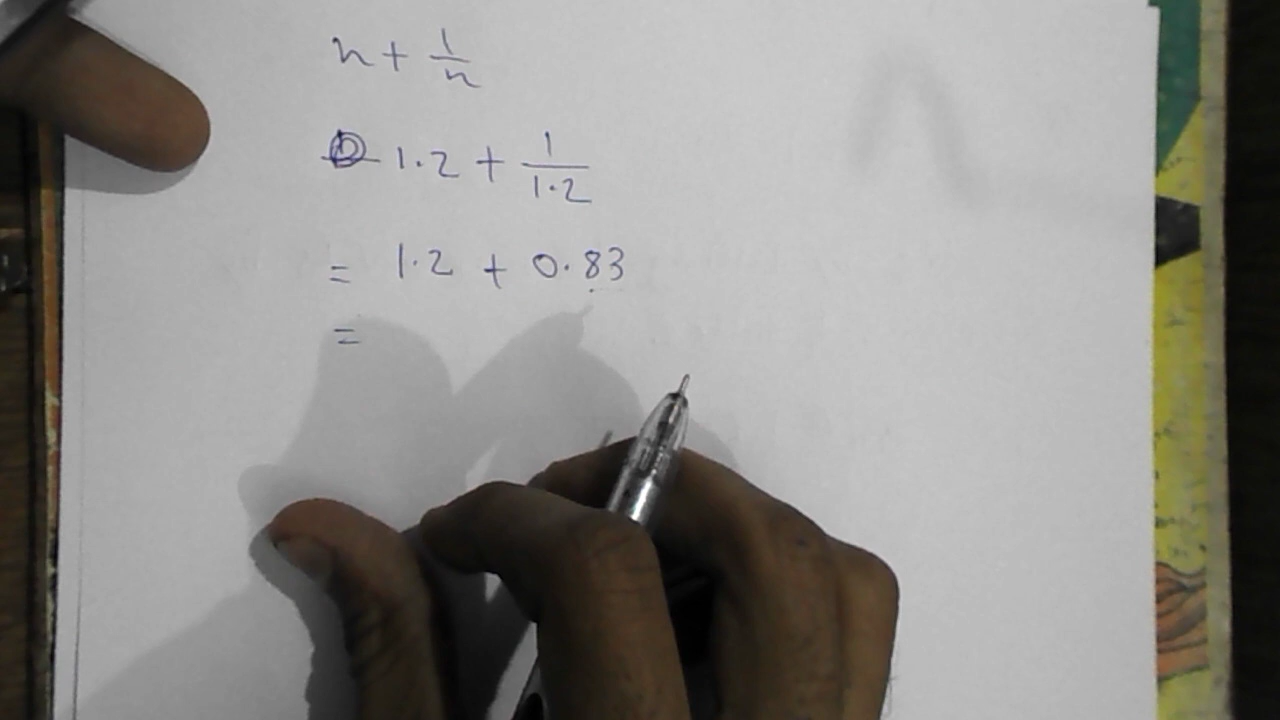 n + 1/n
1.2 + 1/1.2
= 1.2 + 0.83
=